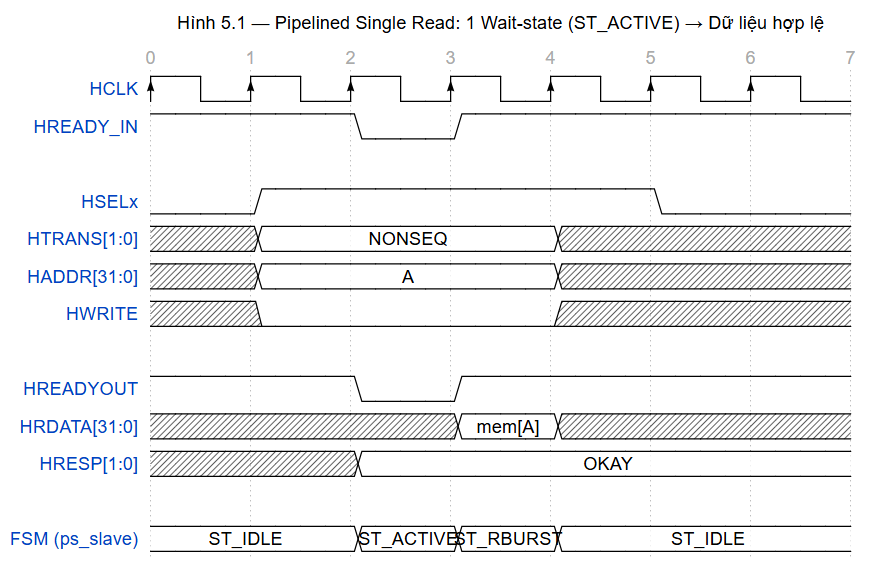 Hình 5.1 — Pipelined Single Read: 1 Wait-state (ST_ACTIVE) → Dữ liệu hợp lệ
0 1 2 3 4 5 6 7
HCLK
HREADY_IN
HSELx
HTRANS[1:0] NONSEQ
HADDR[31:0] A
HWRITE
HREADYOUT
HRDATA[31:0] mem[A]
HRESP[1:0] OKAY
FSM (ps_slave) ST_IDLE ST_ACTIVE ST_RBURST ST_IDLE